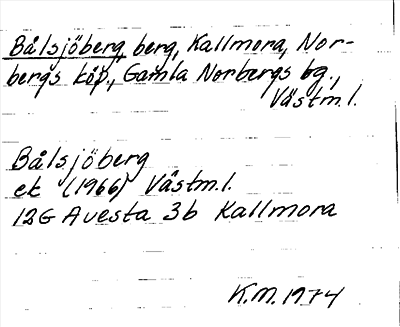 Bålsjöberg, berg, Kallmora, Nor-
bergs köp., Gamla Norbergs bg.,
Västm.l.
Bålsjöberg
ek (1966) Västm.l.
12G Avesta 3b Kallmora
K.M. 1974